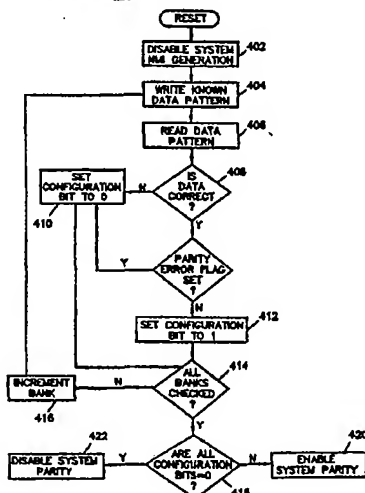 RESET
DISABLE SYSTEM
NMI GENERATION
402
WRITE KNOWN
DATA PATTERN
404
READ DATA
PATTERN
406
IS
DATA
CORRECT
?
408
N
SET
CONFIGURATION
BIT TO 0
410
Y
PARITY
ERROR FLAG
SET
?
Y
N
412
SET CONFIGURATION
BIT TO 1
414
ALL
BANKS
CHECKED
?
N
INCREMENT
BANK
416
Y
422
DISABLE SYSTEM
PARITY
Y
ARE ALL
CONFIGURATION
BITS=0
?
418
N
420
ENABLE
SYSTEM PARITY